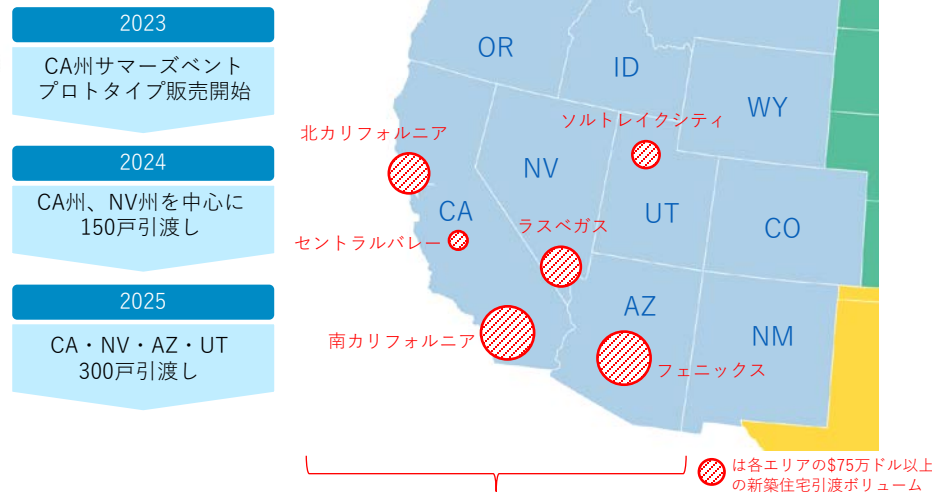 2023
CA州サマーズベント
プロトタイプ販売開始
2024
CA州、NV州を中心に
150戸引渡し
2025
CA・NV・AZ・UT
300戸引渡し
OR
ID
WY
ソルトレイクシティ
北カリフォルニア
NV
CA
UT
ラスベガス
CO
セントラルバレー
AZ
南カリフォルニア
NM
フェニックス
は各エリアの$75万ドル以上
の新築住宅引渡ボリューム